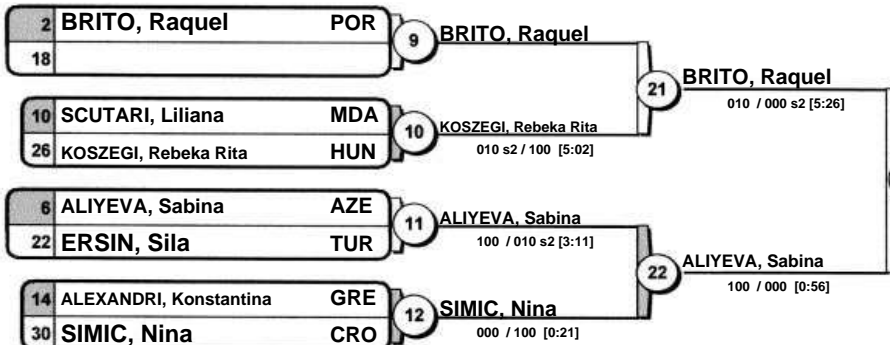 2 BRITO, Raquel POR
18
9
BRITO, Raquel
10 SCUTARI, Liliana MDA
26 KOSZEGI, Rebeka Rita HUN
10
KOSZEGI, Rebeka Rita
010 s2 / 100 [5:02]
21
BRITO, Raquel
010 / 000 s2 [5:26]
6 ALIYEVA, Sabina AZE
22 ERSIN, Sila TUR
11
ALIYEVA, Sabina
100 / 010 s2 [3:11]
14 ALEXANDRI, Konstantina GRE
30 SIMIC, Nina CRO
12
SIMIC, Nina
000 / 100 [0:21]
22
ALIYEVA, Sabina
100 / 000 [0:56]